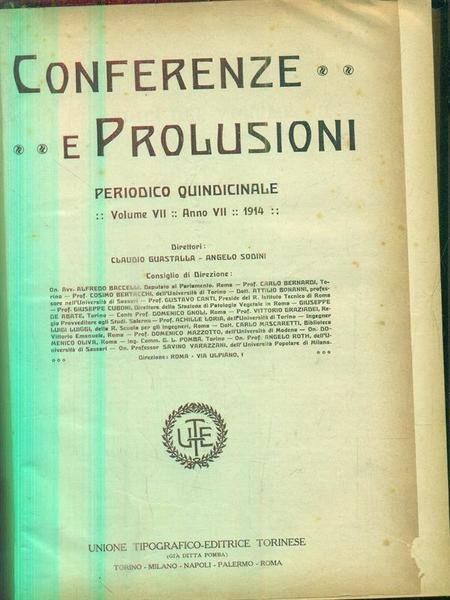 CONFERENZE
E PROLUSIONI
PERIODICO QUINDICINALE
:: Volume VII :: Anno VII :: 1914 ::
Direttori:
CLAUDIO GUASTALLA - ANGELO SODINI
Consiglio di Direzione:
On. Avv. ALFREDO BACCELLI, Deputato al Parlamento, Roma — Prof. CARLO BERNARDI, To-
rino — Prof. COSIMO BERTACCHI, dell'Università di Torino — Dott. ATTILIO BONANNI, profes-
sore nell'Università di Sassari — Prof. GUSTAVO CANTI, Preside del R. Istituto Tecnico di Roma
— Prof. GIUSEPPE CUBONI, Direttore della Stazione di Patologia Vegetale in Roma — GIUSEPPE
DE ABATE, Torino — Conte Prof. DOMENICO GNOLI, Roma — Prof. VITTORIO GRAZIADEI, Re-
gio Provveditore agli Studi, Salerno — Prof. ACHILLE LORIA, dell'Università di Torino — Ingegner
LUIGI LUIGGI, della R. Scuola per gli Ingegneri, Roma — Dott. CARLO MASCARETTI, Biblioteca
Vittorio Emanuele, Roma — Prof. DOMENICO MAZZOTTO, dell'Università di Modena — On. DO-
MENICO OLIVA, Roma — Ing. Comm. G. L. POMBA, Torino — On. Prof. ANGELO ROTH, dell'U-
niversità di Sassari — On. Professor SAVINO VARAZZANI, dell'Università Popolare di Milano.
Direzione: ROMA - VIA ULPIANO, 1
UTE
UNIONE TIPOGRAFICO-EDITRICE TORINESE
(GIÀ DITTA POMBA)
TORINO - MILANO - NAPOLI - PALERMO - ROMA